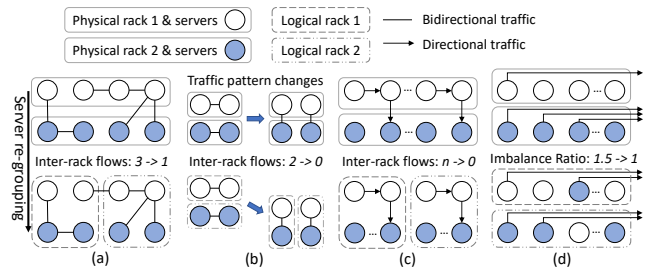 Physical rack 1 & servers
Logical rack 1
Bidirectional traffic
Physical rack 2 & servers
Logical rack 2
Directional traffic
Server re-grouping
Traffic pattern changes
...
...
...
Inter-rack flows: 3 -> 1
Inter-rack flows: 2 -> 0
Inter-rack flows: n -> 0
Imbalance Ratio: 1.5 -> 1
...
...
...
(a)
(b)
(c)
(d)